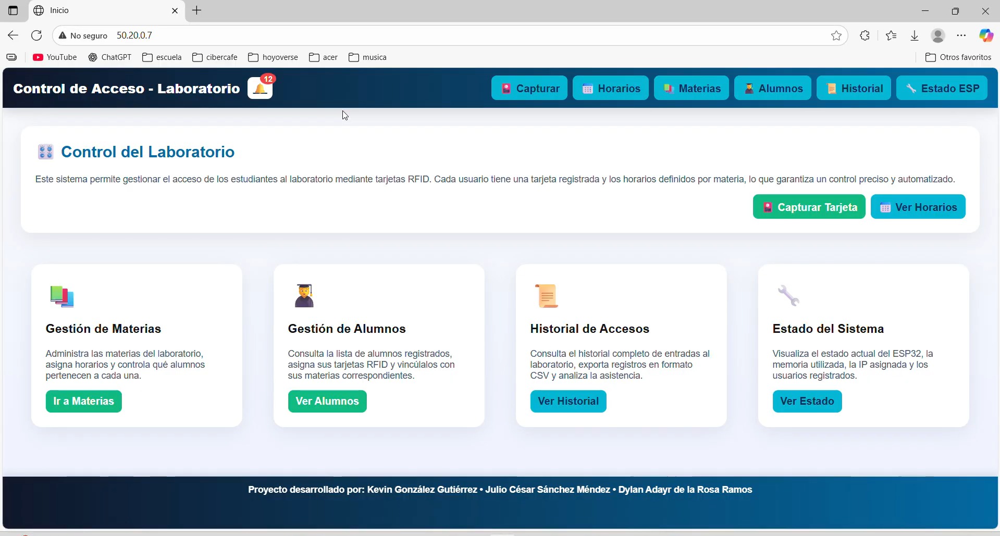 Inicio
No seguro 50.20.0.7
YouTube ChatGPT escuela cibercafe hoyoverse acer musica Otros favoritos
Control de Acceso - Laboratorio 12 Capturar Horarios Materias Alumnos Historial Estado ESP
Control del Laboratorio
Este sistema permite gestionar el acceso de los estudiantes al laboratorio mediante tarjetas RFID. Cada usuario tiene una tarjeta registrada y los horarios definidos por materia, lo que garantiza un control preciso y automatizado.
Capturar Tarjeta Ver Horarios
Gestión de Materias
Administra las materias del laboratorio,
asigna horarios y controla qué alumnos
pertenecen a cada una.
Ir a Materias
Gestión de Alumnos
Consulta la lista de alumnos registrados,
asigna sus tarjetas RFID y vincúlalos con
sus materias correspondientes.
Ver Alumnos
Historial de Accesos
Consulta el historial completo de entradas al
laboratorio, exporta registros en formato
CSV y analiza la asistencia.
Ver Historial
Estado del Sistema
Visualiza el estado actual del ESP32, la
memoria utilizada, la IP asignada y los
usuarios registrados.
Ver Estado
Proyecto desarrollado por: Kevin González Gutiérrez • Julio César Sánchez Méndez • Dylan Adayr de la Rosa Ramos